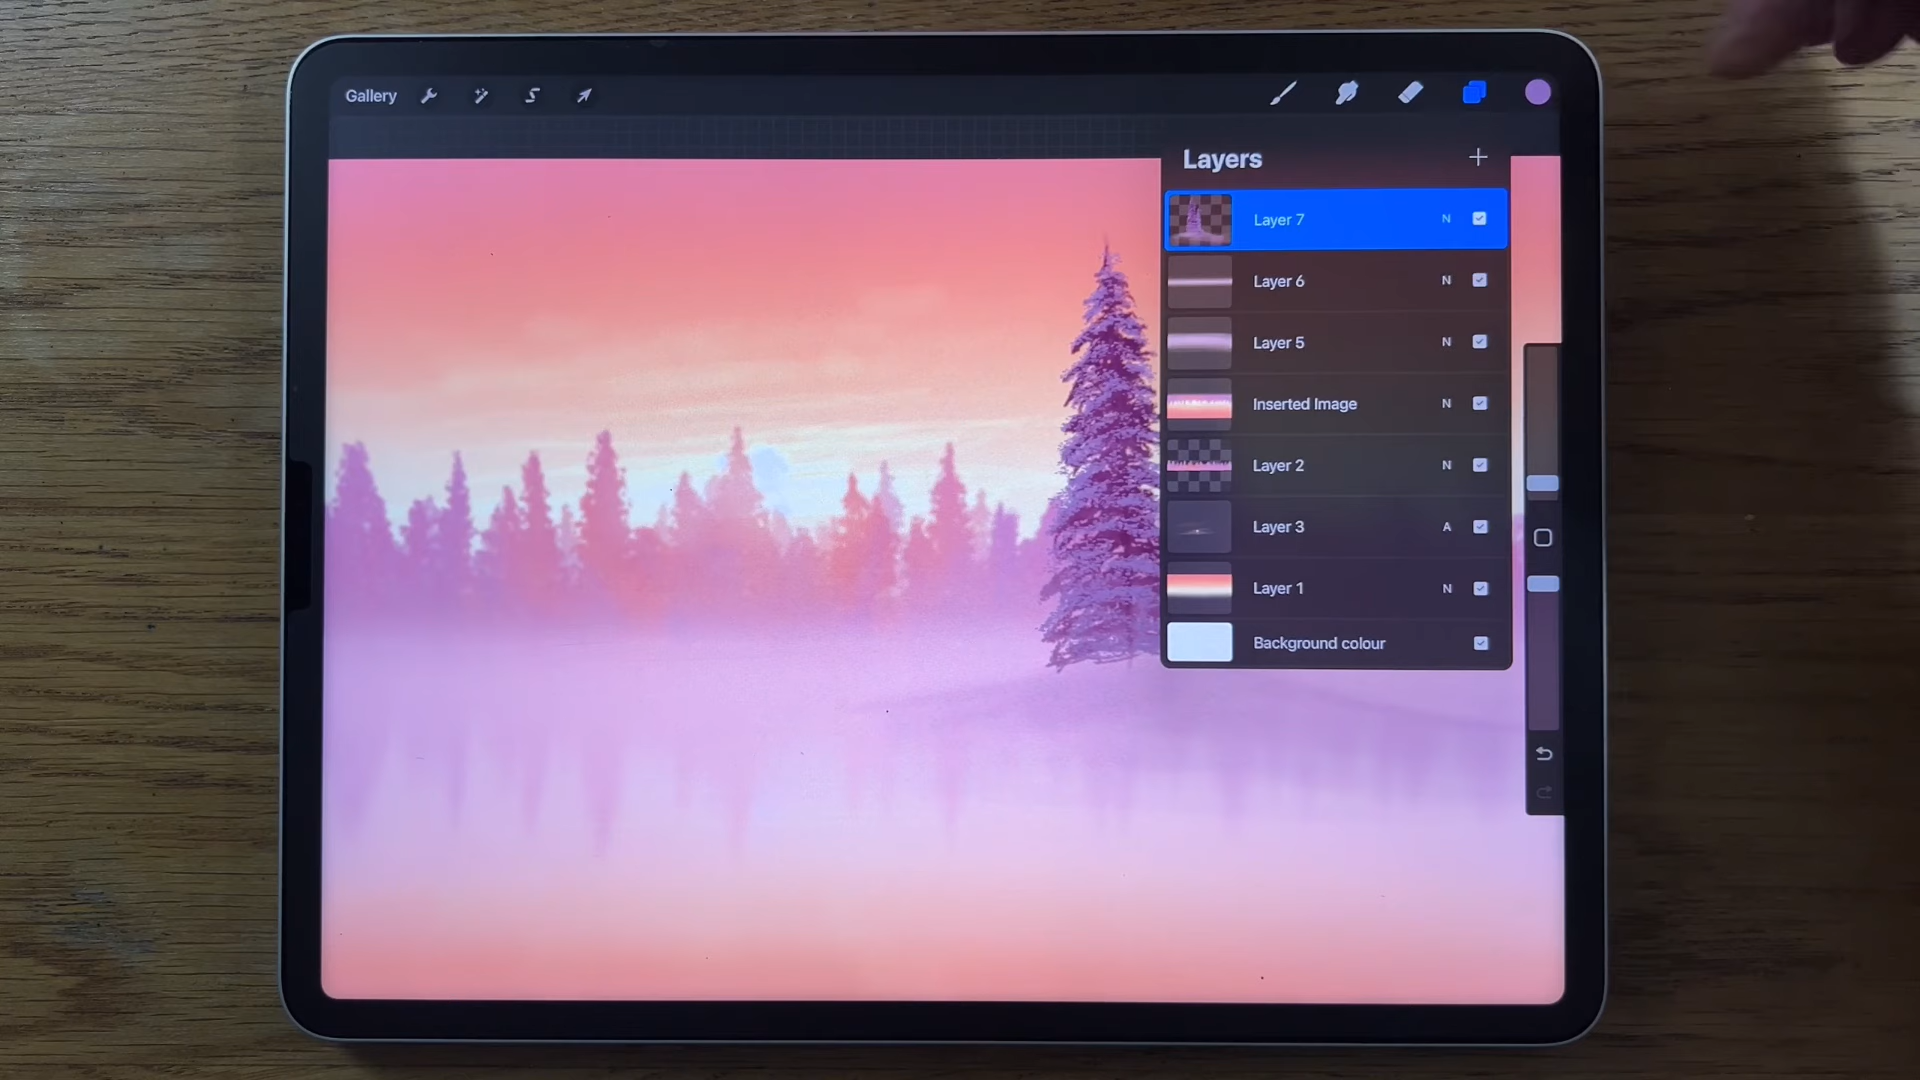 Gallery
Layers
Layer 7 N
Layer 6 N
Layer 5 N
Inserted Image N
Layer 2 N
Layer 3 A
Layer 1 N
Background colour